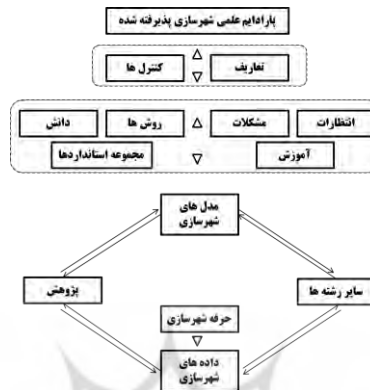 پارادایم علمی شهرسازی پذیرفته شده
تعاریف
کنترل ها
انتظارات
مشکلات
روش ها
دانش
آموزش
مجموعه استانداردها
مدل های
شهرسازی
سایر رشته ها
پژوهش
حرفه شهرسازی
داده های
شهرسازی